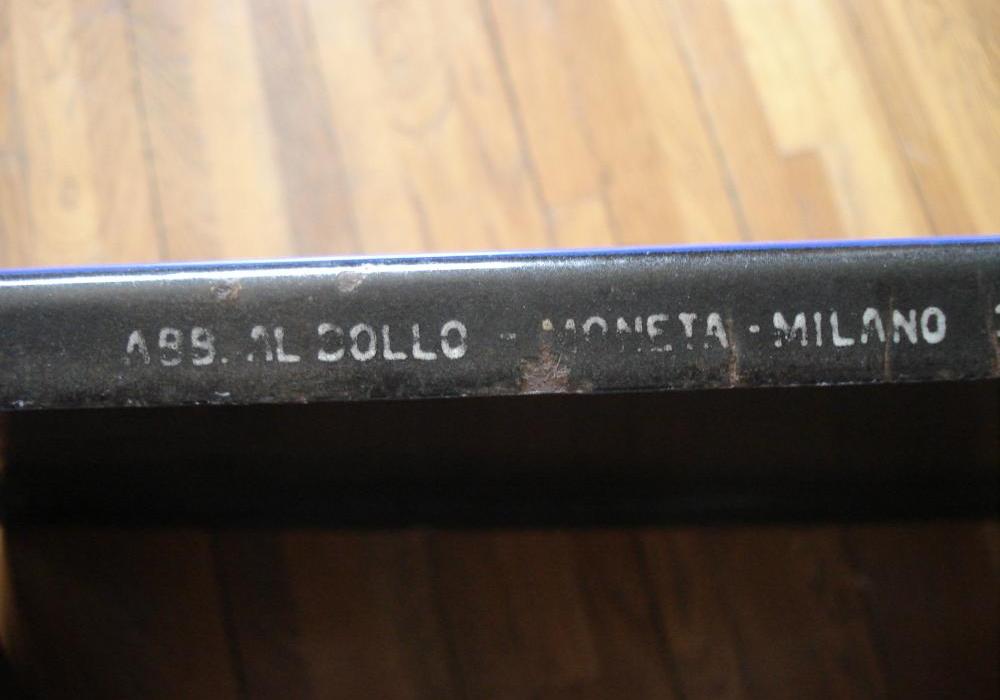 ABB. AL BOLLO - MONETA - MILANO